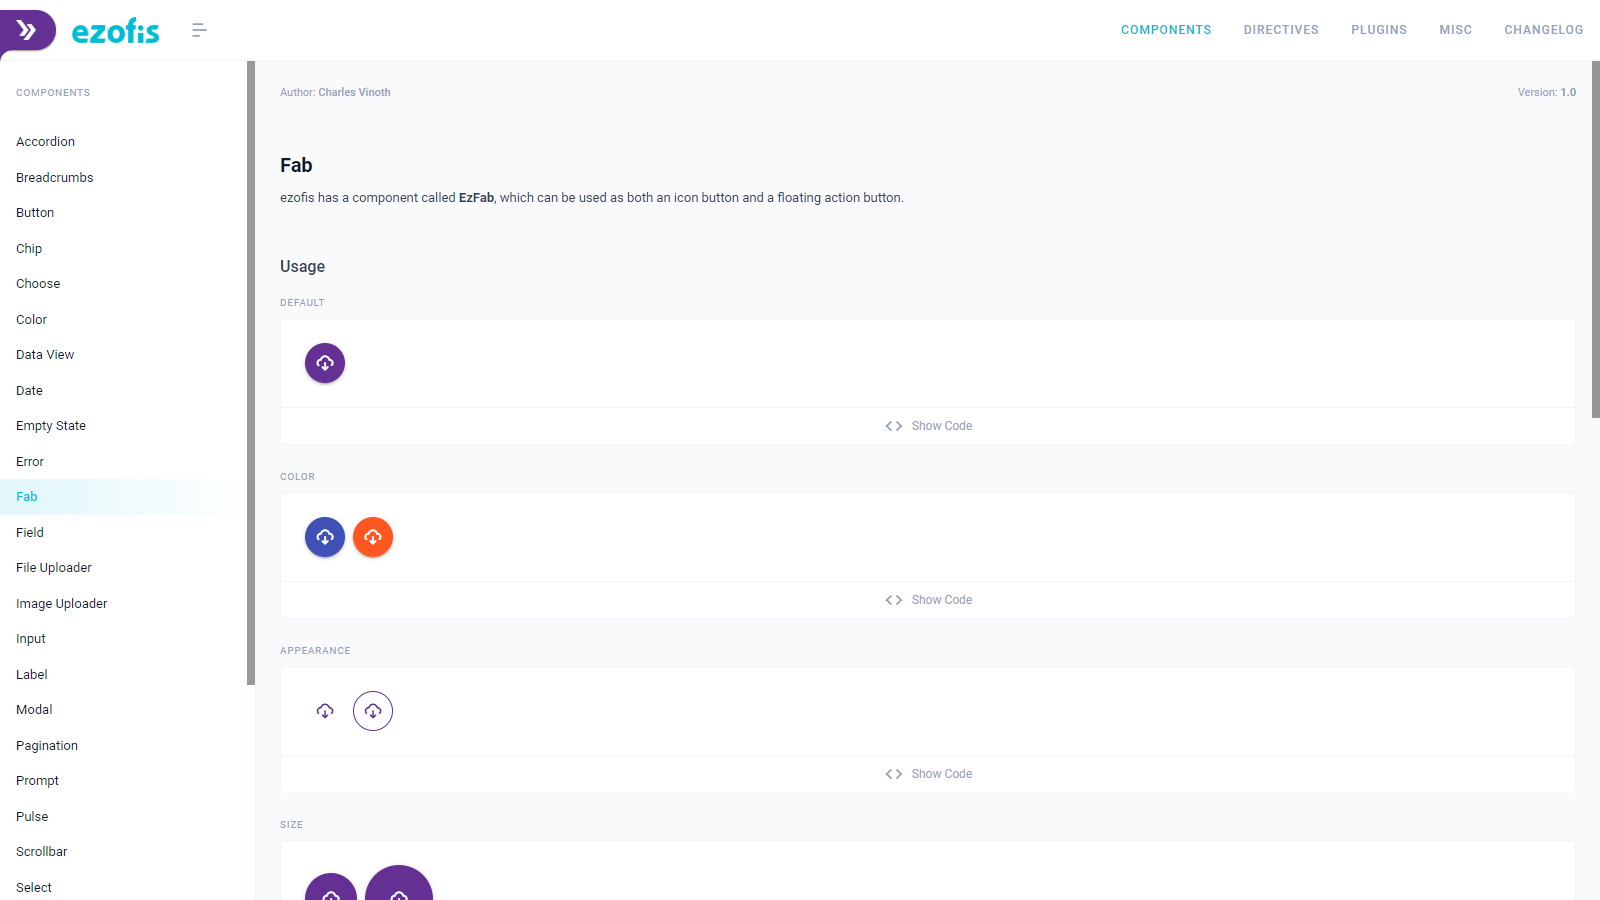 ezofis
COMPONENTS
DIRECTIVES
PLUGINS
MISC
CHANGELOG
COMPONENTS
Accordion
Breadcrumbs
Button
Chip
Choose
Color
Data View
Date
Empty State
Error
Fab
Field
File Uploader
Image Uploader
Input
Label
Modal
Pagination
Prompt
Pulse
Scrollbar
Select
Author: Charles Vinoth
Version: 1.0
Fab
ezofis has a component called EzFab, which can be used as both an icon button and a floating action button.
Usage
DEFAULT
Show Code
COLOR
Show Code
APPEARANCE
Show Code
SIZE